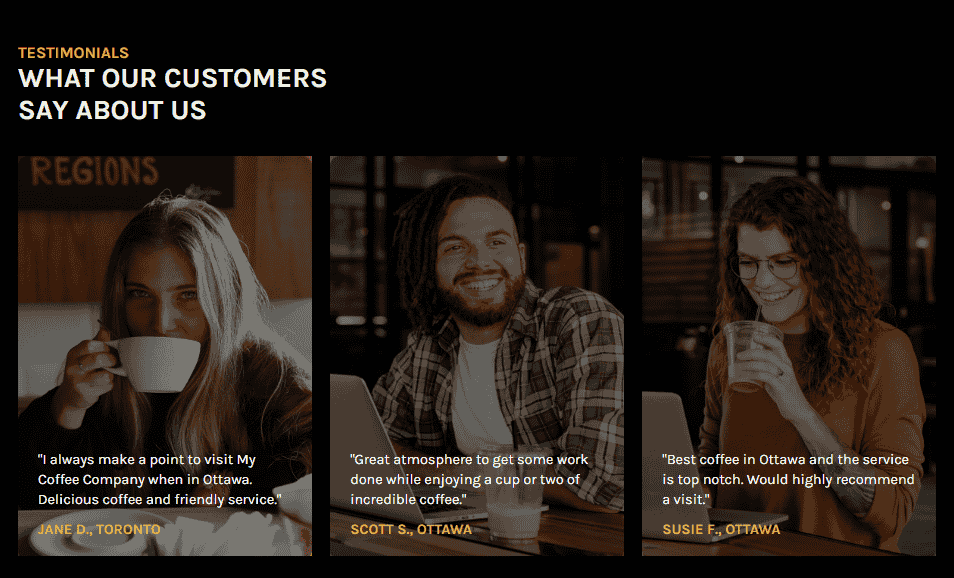 TESTIMONIALS
WHAT OUR CUSTOMERS
SAY ABOUT US
REGIONS
"I always make a point to visit My
Coffee Company when in Ottawa.
Delicious coffee and friendly service."
JANE D., TORONTO
"Great atmosphere to get some work
done while enjoying a cup or two of
incredible coffee."
SCOTT S., OTTAWA
"Best coffee in Ottawa and the service
is top notch. Would highly recommend
a visit."
SUSIE F., OTTAWA